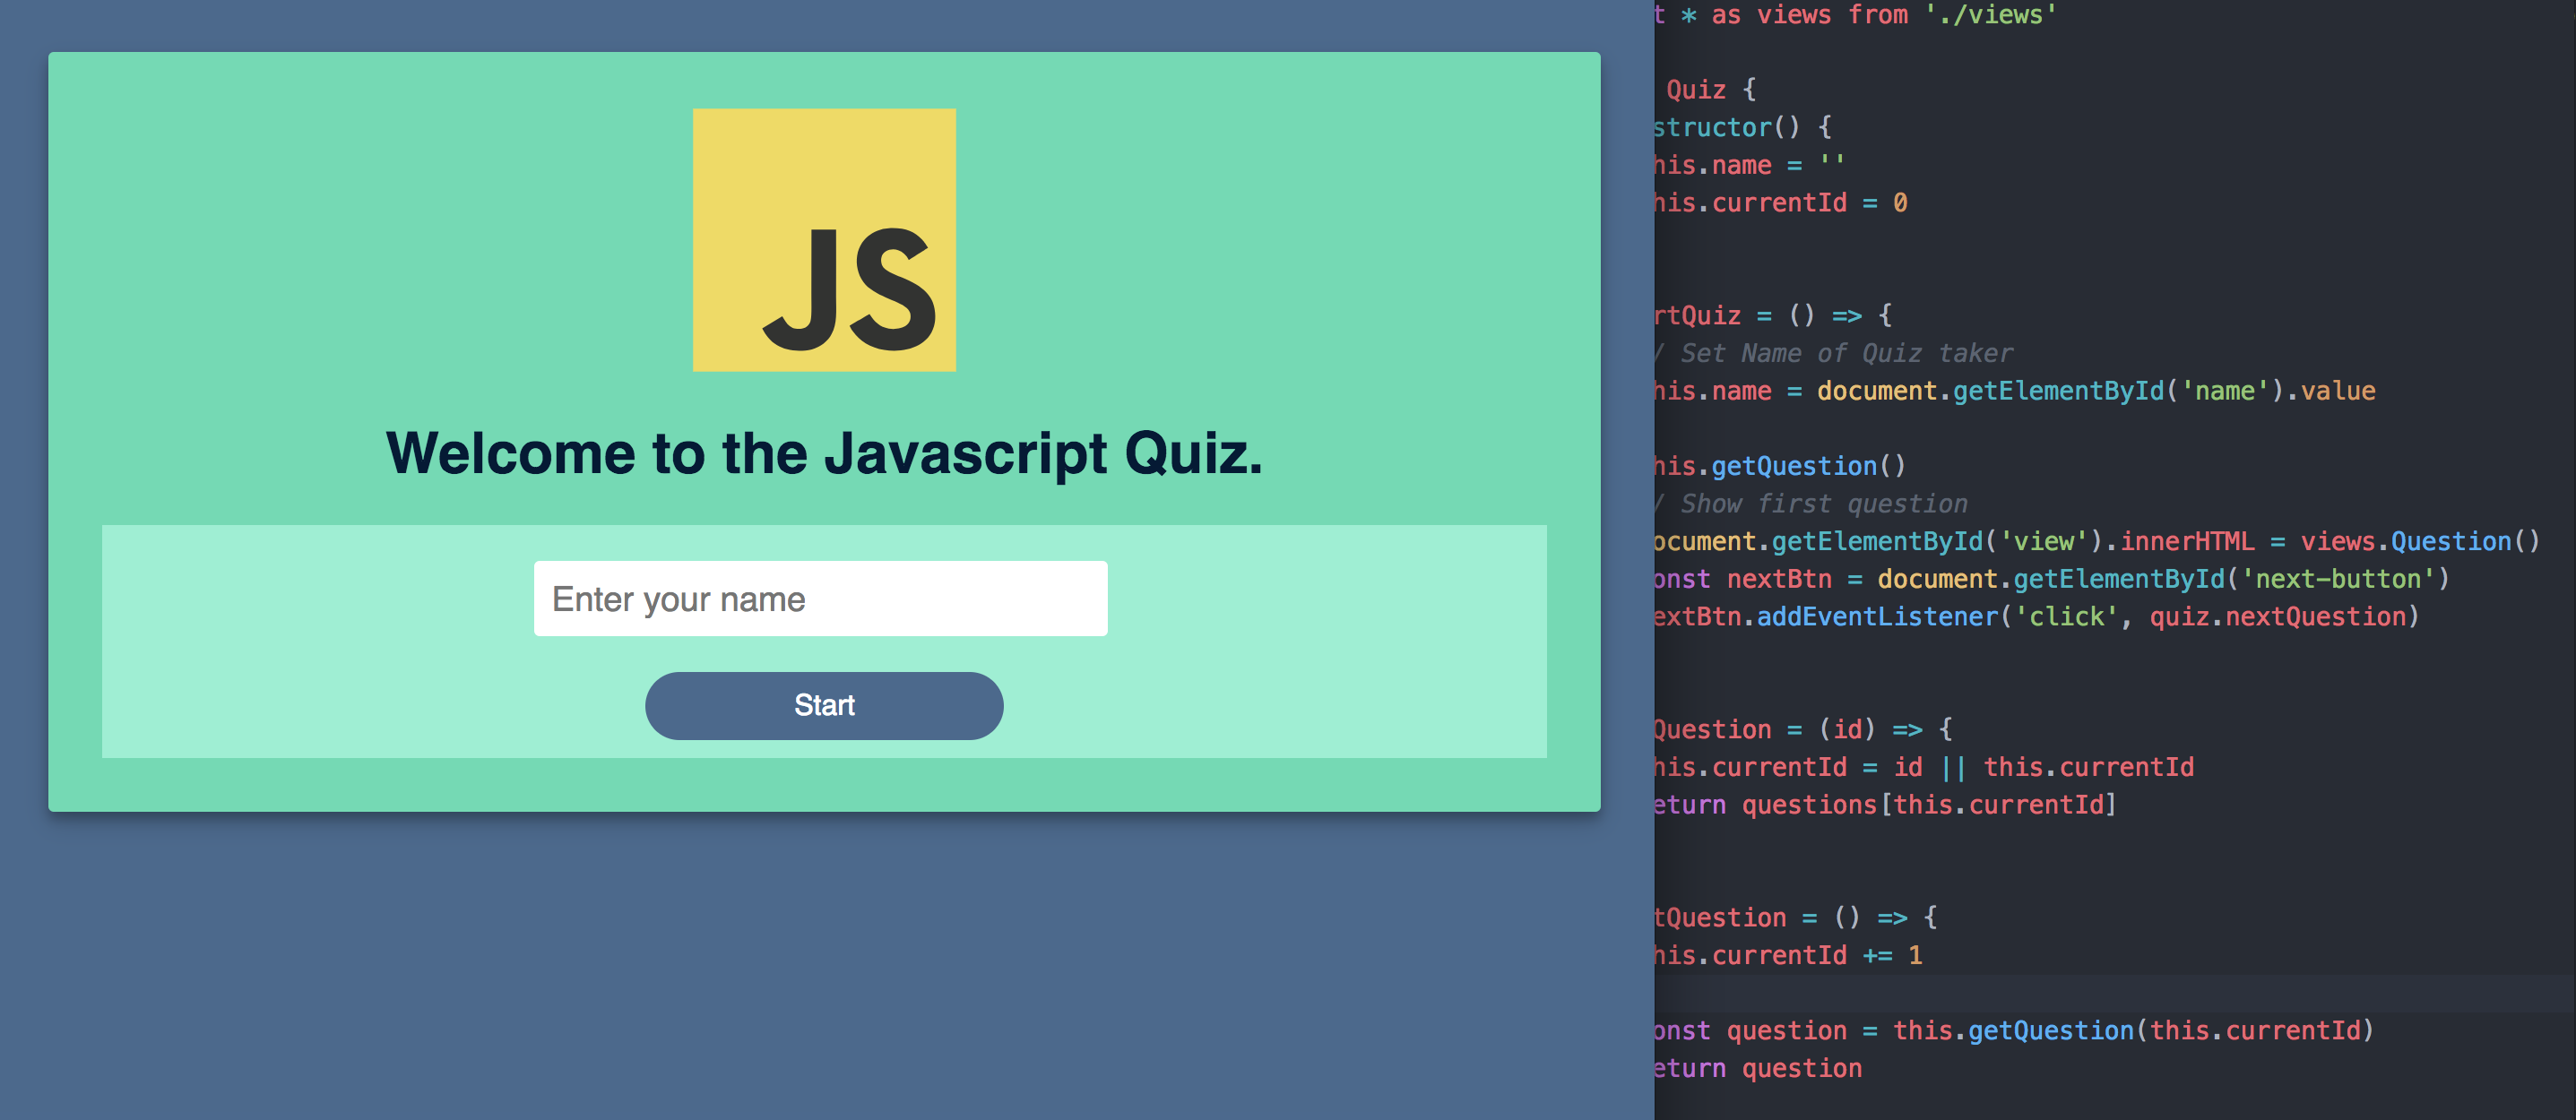 JS
Welcome to the Javascript Quiz.
Enter your name
Start
t * as views from './views'
Quiz {
structor() {
his.name = ''
his.currentId = 0
rtQuiz = () => {
/ Set Name of Quiz taker
his.name = document.getElementById('name').value
his.getQuestion()
/ Show first question
ocument.getElementById('view').innerHTML = views.Question()
onst nextBtn = document.getElementById('next-button')
extBtn.addEventListener('click', quiz.nextQuestion)
Question = (id) => {
his.currentId = id || this.currentId
eturn questions[this.currentId]
tQuestion = () => {
his.currentId += 1
onst question = this.getQuestion(this.currentId)
eturn question